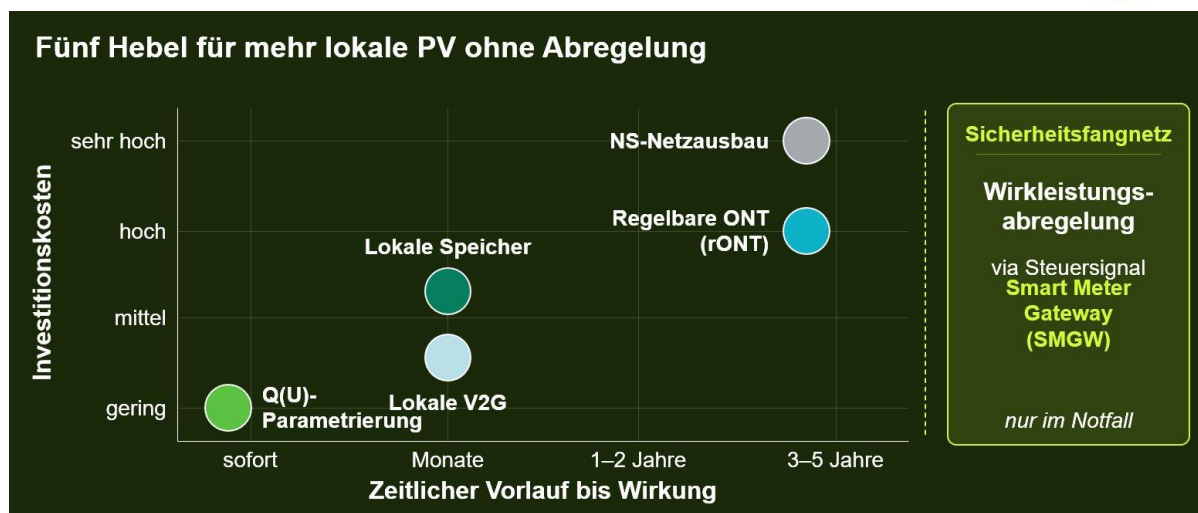 Fünf Hebel für mehr lokale PV ohne Abregelung
Investitionskosten
sehr hoch
hoch
mittel
gering
NS-Netzausbau
Regelbare ONT
(rONT)
Lokale Speicher
Lokale V2G
Q(U)-
Parametrierung
sofort
Monate
1–2 Jahre
3–5 Jahre
Zeitlicher Vorlauf bis Wirkung
Sicherheitsfangnetz
Wirkleistungs-
abregelung
via Steuersignal
Smart Meter
Gateway
(SMGW)
nur im Notfall